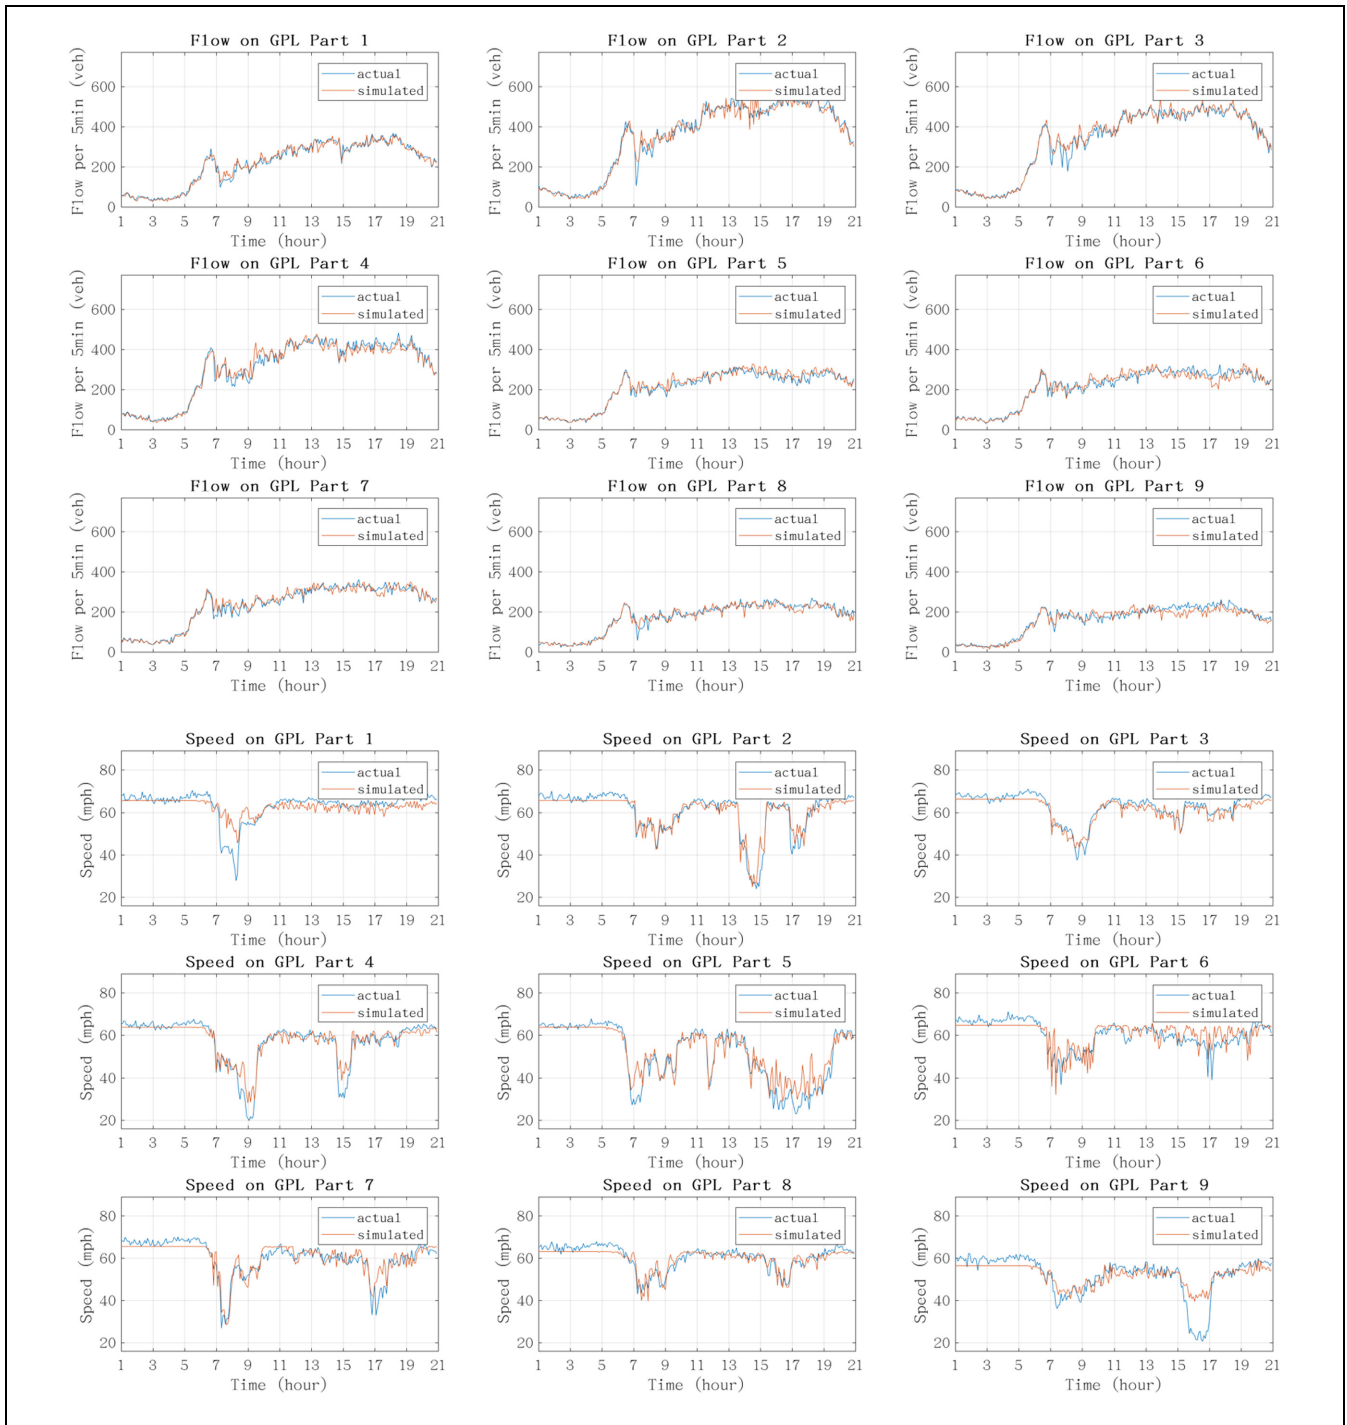 Flow on GPL Part 1
Flow per 5min (veh)
600
400
200
0
actual
simulated
1 3 5 7 9 11 13 15 17 19 21
Time (hour)
Flow on GPL Part 2
Flow per 5min (veh)
600
400
200
0
actual
simulated
1 3 5 7 9 11 13 15 17 19 21
Time (hour)
Flow on GPL Part 3
Flow per 5min (veh)
600
400
200
0
actual
simulated
1 3 5 7 9 11 13 15 17 19 21
Time (hour)
Flow on GPL Part 4
Flow per 5min (veh)
600
400
200
0
actual
simulated
1 3 5 7 9 11 13 15 17 19 21
Time (hour)
Flow on GPL Part 5
Flow per 5min (veh)
600
400
200
0
actual
simulated
1 3 5 7 9 11 13 15 17 19 21
Time (hour)
Flow on GPL Part 6
Flow per 5min (veh)
600
400
200
0
actual
simulated
1 3 5 7 9 11 13 15 17 19 21
Time (hour)
Flow on GPL Part 7
Flow per 5min (veh)
600
400
200
0
actual
simulated
1 3 5 7 9 11 13 15 17 19 21
Time (hour)
Flow on GPL Part 8
Flow per 5min (veh)
600
400
200
0
actual
simulated
1 3 5 7 9 11 13 15 17 19 21
Time (hour)
Flow on GPL Part 9
Flow per 5min (veh)
600
400
200
0
actual
simulated
1 3 5 7 9 11 13 15 17 19 21
Time (hour)
Speed on GPL Part 1
Speed (mph)
80
60
40
20
actual
simulated
1 3 5 7 9 11 13 15 17 19 21
Time (hour)
Speed on GPL Part 2
Speed (mph)
80
60
40
20
actual
simulated
1 3 5 7 9 11 13 15 17 19 21
Time (hour)
Speed on GPL Part 3
Speed (mph)
80
60
40
20
actual
simulated
1 3 5 7 9 11 13 15 17 19 21
Time (hour)
Speed on GPL Part 4
Speed (mph)
80
60
40
20
actual
simulated
1 3 5 7 9 11 13 15 17 19 21
Time (hour)
Speed on GPL Part 5
Speed (mph)
80
60
40
20
actual
simulated
1 3 5 7 9 11 13 15 17 19 21
Time (hour)
Speed on GPL Part 6
Speed (mph)
80
60
40
20
actual
simulated
1 3 5 7 9 11 13 15 17 19 21
Time (hour)
Speed on GPL Part 7
Speed (mph)
80
60
40
20
actual
simulated
1 3 5 7 9 11 13 15 17 19 21
Time (hour)
Speed on GPL Part 8
Speed (mph)
80
60
40
20
actual
simulated
1 3 5 7 9 11 13 15 17 19 21
Time (hour)
Speed on GPL Part 9
Speed (mph)
80
60
40
20
actual
simulated
1 3 5 7 9 11 13 15 17 19 21
Time (hour)